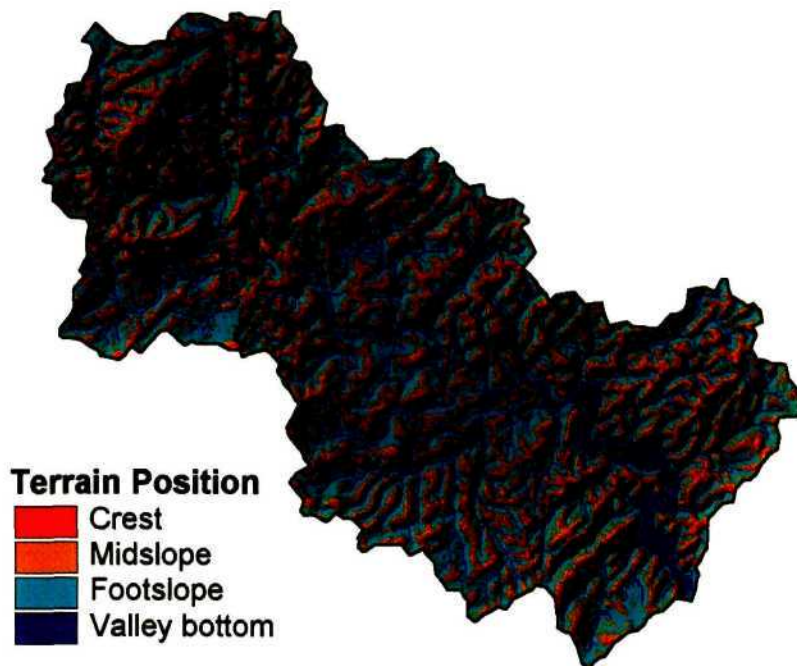 Terrain Position
Crest
Midslope
Footslope
Valley bottom